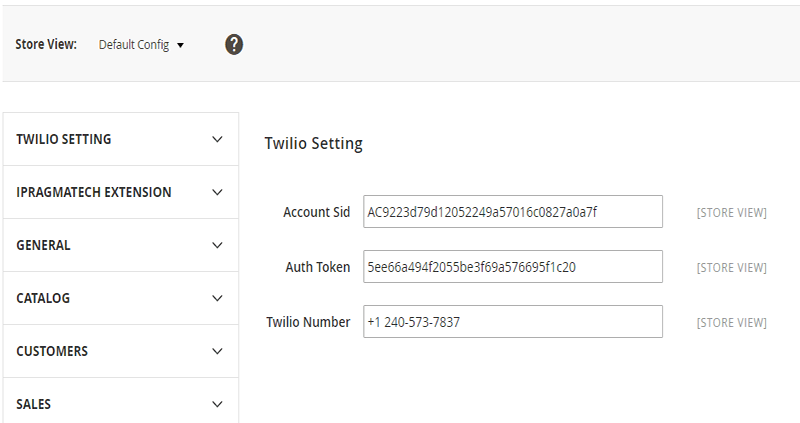 Store View: Default Config ?
TWILIO SETTING
IPRAGMATECH EXTENSION
GENERAL
CATALOG
CUSTOMERS
SALES
Twilio Setting
Account Sid AC9223d79d12052249a57016c0827a0a7f [STORE VIEW]
Auth Token 5ee66a494f2055be3f69a576695f1c20 [STORE VIEW]
Twilio Number +1 240-573-7837 [STORE VIEW]